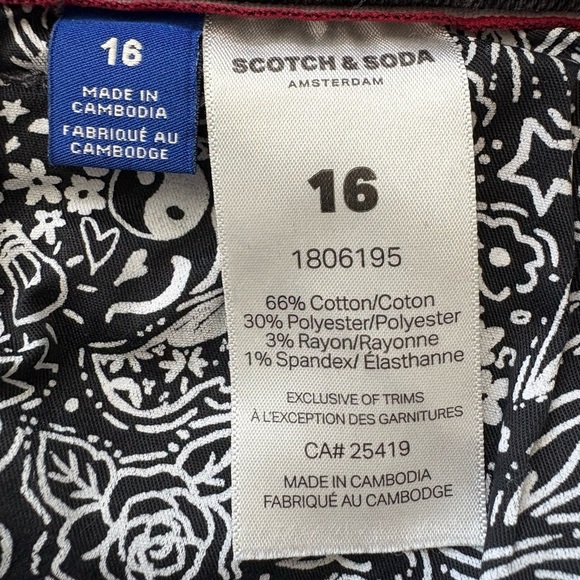 16
MADE IN
CAMBODIA
FABRIQUÉ AU
CAMBODGE
SCOTCH & SODA
AMSTERDAM
16
1806195
66% Cotton/Coton
30% Polyester/Polyester
3% Rayon/Rayonne
1% Spandex/ Élasthanne
EXCLUSIVE OF TRIMS
À L'EXCEPTION DES GARNITURES
CA# 25419
MADE IN CAMBODIA
FABRIQUÉ AU CAMBODGE